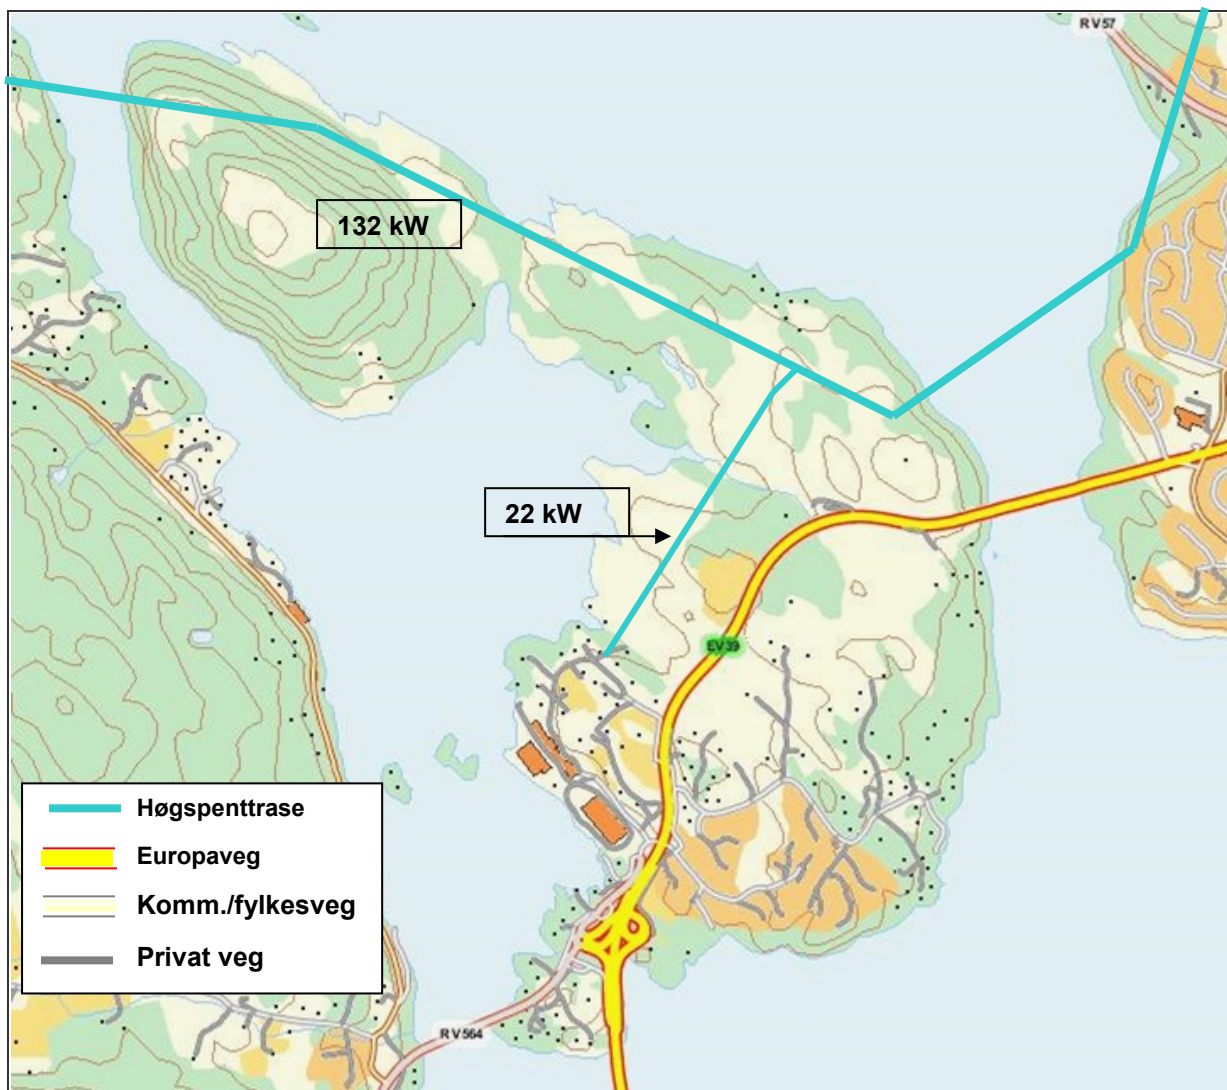 RV57
132 kW
22 kW
EV39
Høgspenttrase
Europaveg
Komm./fylkesveg
Privat veg
RV564